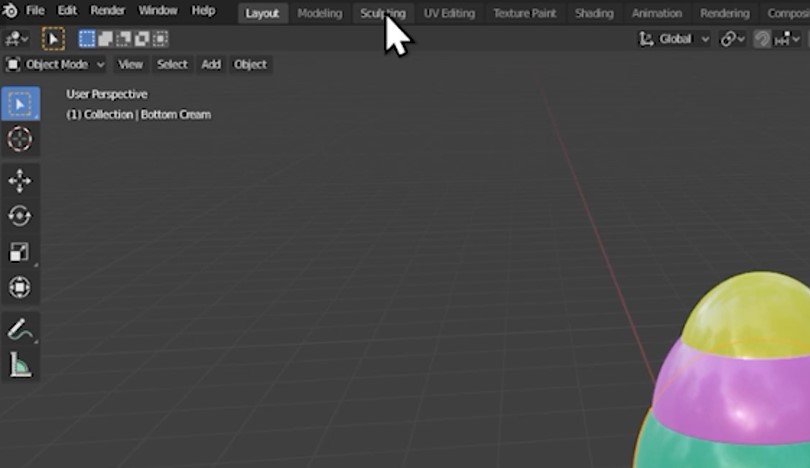 File Edit Render Window Help Layout Modeling Sculpting UV Editing Texture Paint Shading Animation Rendering Compos
Global
Object Mode View Select Add Object
User Perspective
(1) Collection | Bottom Cream